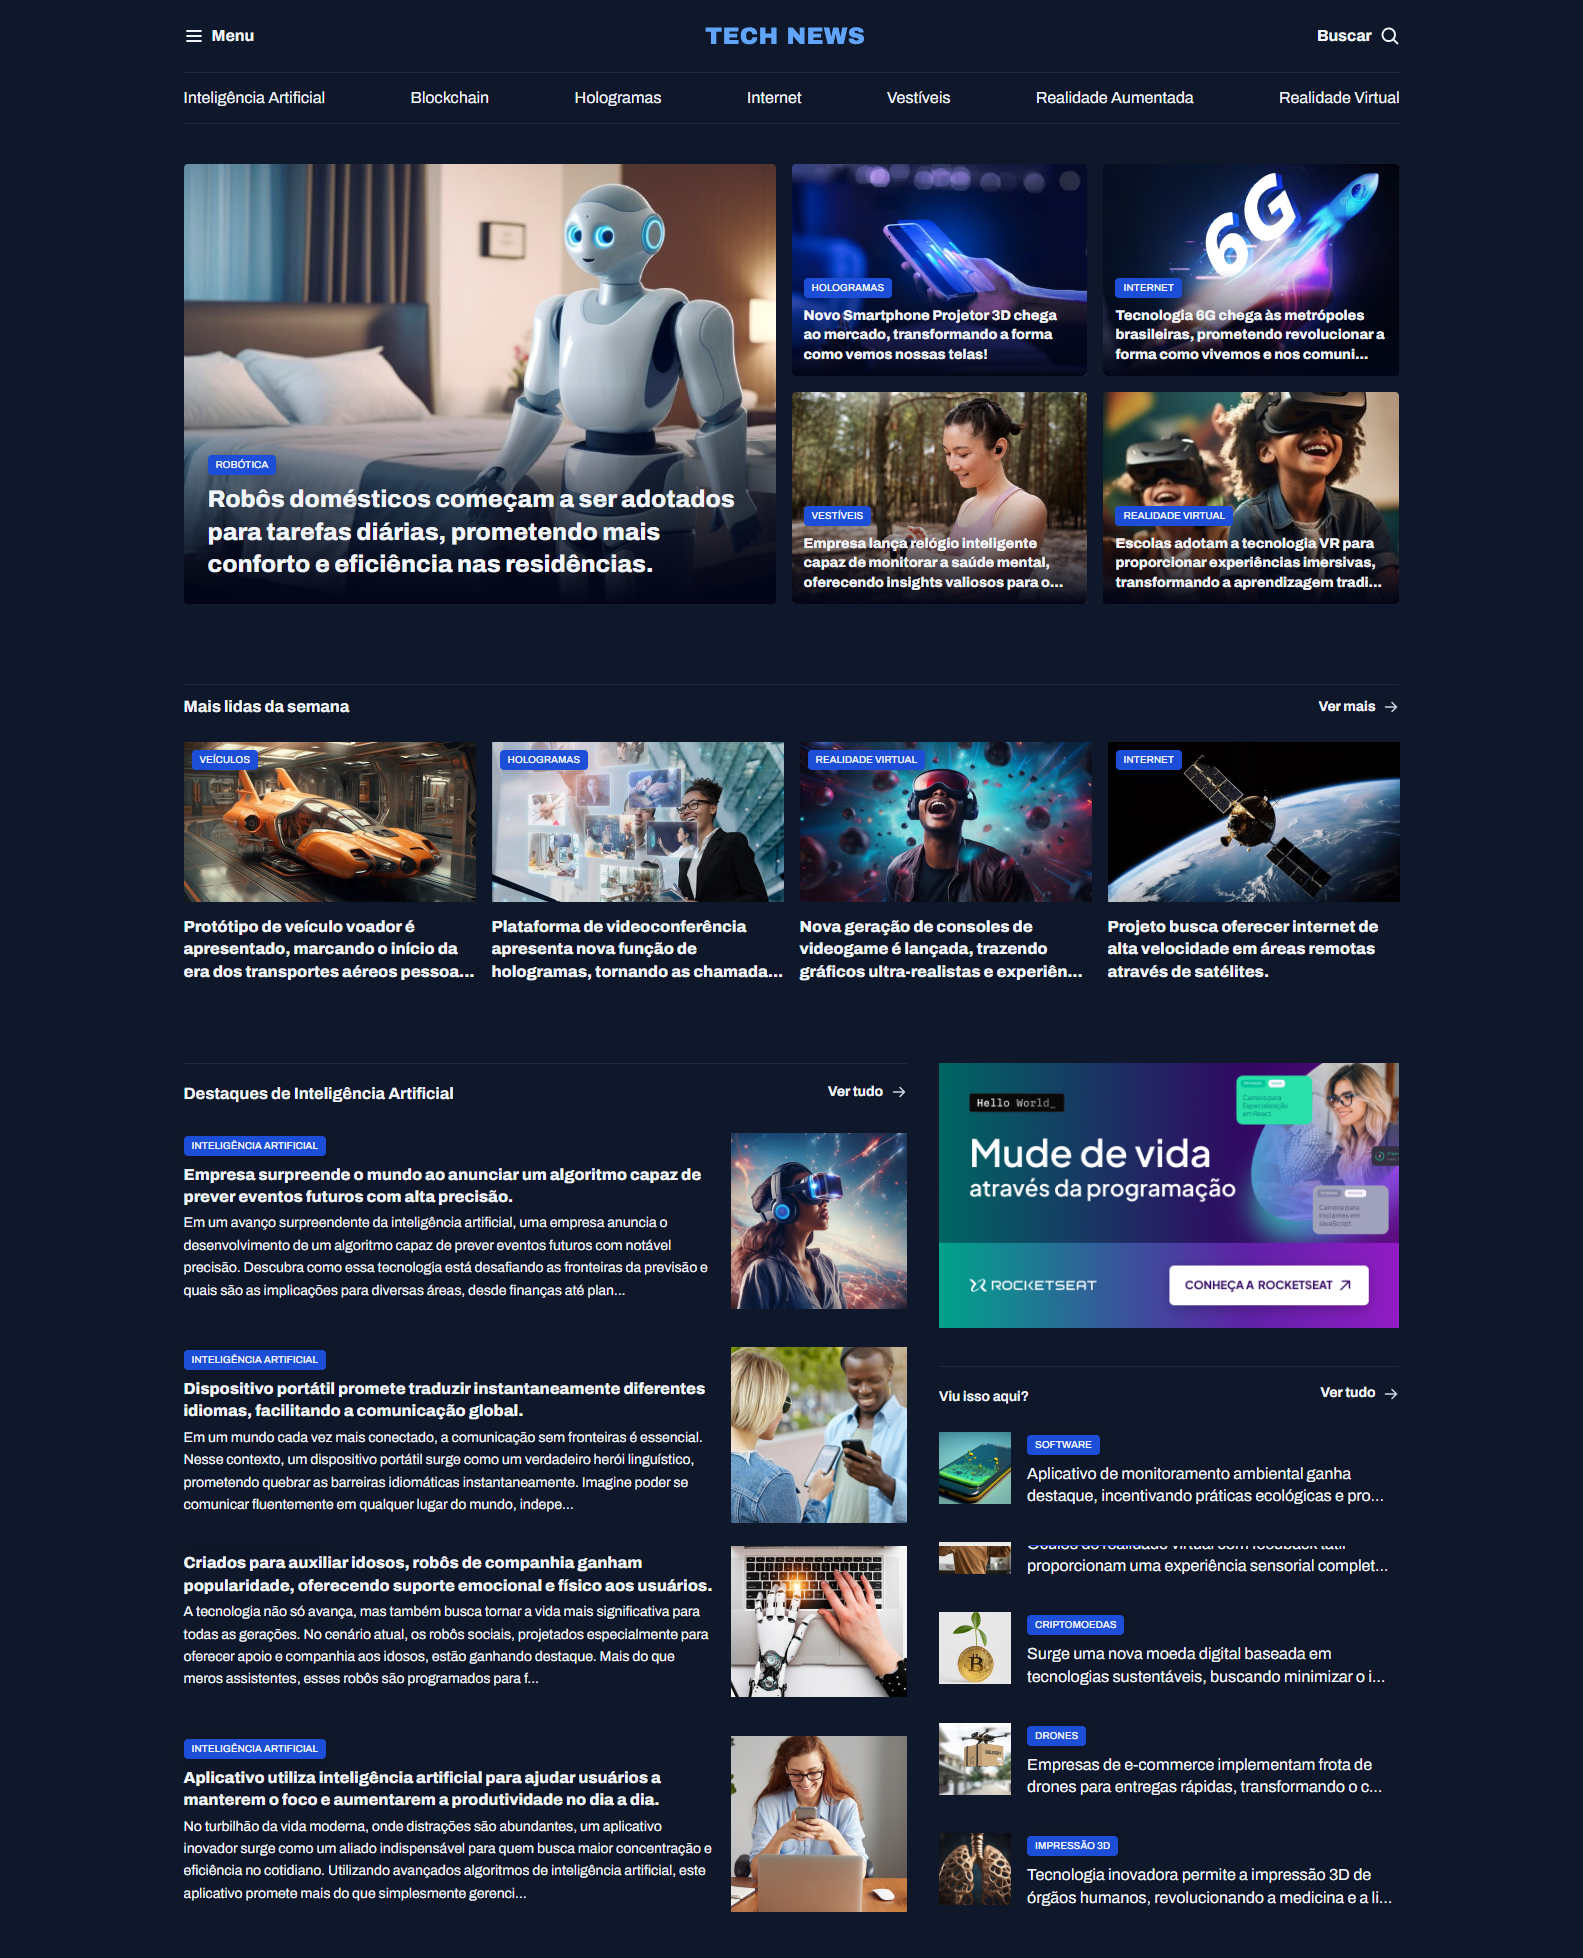 Menu
TECH NEWS
Buscar
Inteligência Artificial
Blockchain
Hologramas
Internet
Vestíveis
Realidade Aumentada
Realidade Virtual
ROBÓTICA
Robôs domésticos começam a ser adotados
para tarefas diárias, prometendo mais
conforto e eficiência nas residências.
HOLOGRAMAS
Novo Smartphone Projetor 3D chega
ao mercado, transformando a forma
como vemos nossas telas!
6G
INTERNET
Tecnologia 6G chega às metrópoles
brasileiras, prometendo revolucionar a
forma como vivemos e nos comuni...
VESTÍVEIS
Empresa lança relógio inteligente
capaz de monitorar a saúde mental,
oferecendo insights valiosos para o...
REALIDADE VIRTUAL
Escolas adotam a tecnologia VR para
proporcionar experiências imersivas,
transformando a aprendizagem tradi...
Mais lidas da semana
Ver mais
VEÍCULOS
Protótipo de veículo voador é
apresentado, marcando o início da
era dos transportes aéreos pessoa...
HOLOGRAMAS
Plataforma de videoconferência
apresenta nova função de
hologramas, tornando as chamada...
REALIDADE VIRTUAL
Nova geração de consoles de
videogame é lançada, trazendo
gráficos ultra-realistas e experiên...
INTERNET
Projeto busca oferecer internet de
alta velocidade em áreas remotas
através de satélites.
Destaques de Inteligência Artificial
Ver tudo
INTELIGÊNCIA ARTIFICIAL
Empresa surpreende o mundo ao anunciar um algoritmo capaz de
prever eventos futuros com alta precisão.
Em um avanço surpreendente da inteligência artificial, uma empresa anuncia o
desenvolvimento de um algoritmo capaz de prever eventos futuros com notável
precisão. Descubra como essa tecnologia está desafiando as fronteiras da previsão e
quais são as implicações para diversas áreas, desde finanças até plan...
INTELIGÊNCIA ARTIFICIAL
Dispositivo portátil promete traduzir instantaneamente diferentes
idiomas, facilitando a comunicação global.
Em um mundo cada vez mais conectado, a comunicação sem fronteiras é essencial.
Nesse contexto, um dispositivo portátil surge como um verdadeiro herói linguístico,
prometendo quebrar as barreiras idiomáticas instantaneamente. Imagine poder se
comunicar fluentemente em qualquer lugar do mundo, indepe...
Criados para auxiliar idosos, robôs de companhia ganham
popularidade, oferecendo suporte emocional e físico aos usuários.
A tecnologia não só avança, mas também busca tornar a vida mais significativa para
todas as gerações. No cenário atual, os robôs sociais, projetados especialmente para
oferecer apoio e companhia aos idosos, estão ganhando destaque. Mais do que
meros assistentes, esses robôs são programados para f...
INTELIGÊNCIA ARTIFICIAL
Aplicativo utiliza inteligência artificial para ajudar usuários a
manterem o foco e aumentarem a produtividade no dia a dia.
No turbilhão da vida moderna, onde distrações são abundantes, um aplicativo
inovador surge como um aliado indispensável para quem busca maior concentração e
eficiência no cotidiano. Utilizando avançados algoritmos de inteligência artificial, este
aplicativo promete mais do que simplesmente gerenci...
Hello World_
Mude de vida
através da programação
Carreira para
Especialização
em React
Carreira para
Iniciantes em
JavaScript
ROCKETSEAT
CONHEÇA A ROCKETSEAT
Viu isso aqui?
Ver tudo
SOFTWARE
Aplicativo de monitoramento ambiental ganha
destaque, incentivando práticas ecológicas e pro...
Óculos de realidade virtual com feedback tátil
proporcionam uma experiência sensorial complet...
CRIPTOMOEDAS
Surge uma nova moeda digital baseada em
tecnologias sustentáveis, buscando minimizar o i...
DRONES
Empresas de e-commerce implementam frota de
drones para entregas rápidas, transformando o c...
IMPRESSÃO 3D
Tecnologia inovadora permite a impressão 3D de
órgãos humanos, revolucionando a medicina e a li...